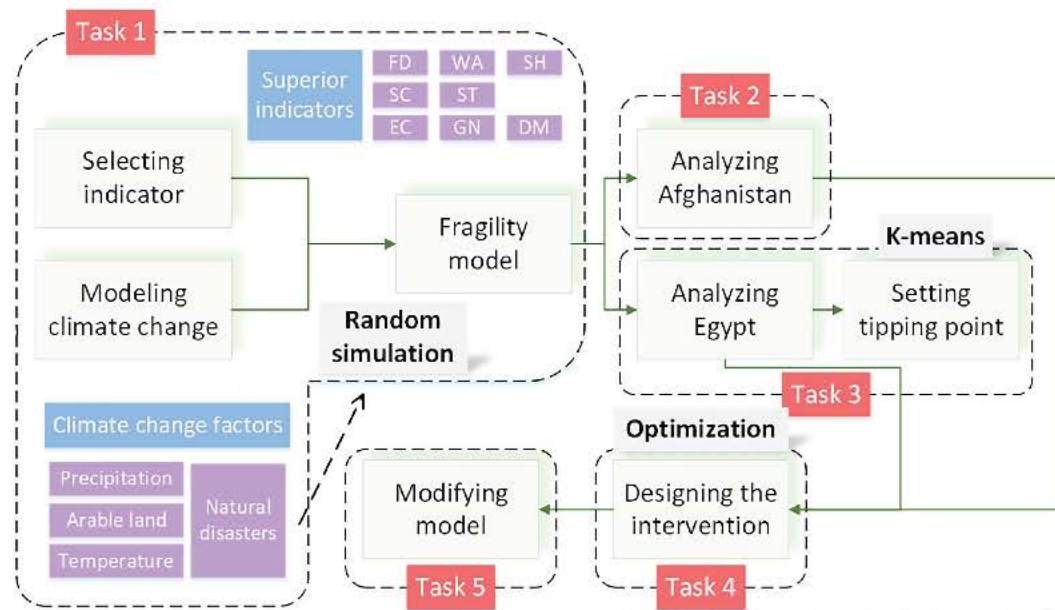 Task 1
Superior
indicators
FD
WA
SH
SC
ST
EC
GN
DM
Selecting
indicator
Modeling
climate change
Fragility
model
Random
simulation
Climate change factors
Precipitation
Arable land
Temperature
Natural
disasters
Task 2
Analyzing
Afghanistan
K-means
Analyzing
Egypt
Setting
tipping point
Task 3
Optimization
Designing the
intervention
Task 4
Modifying
model
Task 5